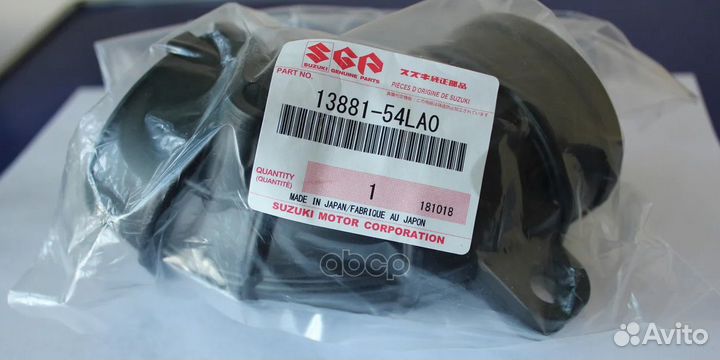 SGP
SUZUKI GENUINE PARTS
スズキ純正部品
PIÈCES D'ORIGINE DE SUZUKI
PART NO.
13881-54LA0
QUANTITY
(QUANTITÉ)
1
181018
MADE IN JAPAN/FABRIQUE AU JAPON
SUZUKI MOTOR CORPORATION
abcp
Avito